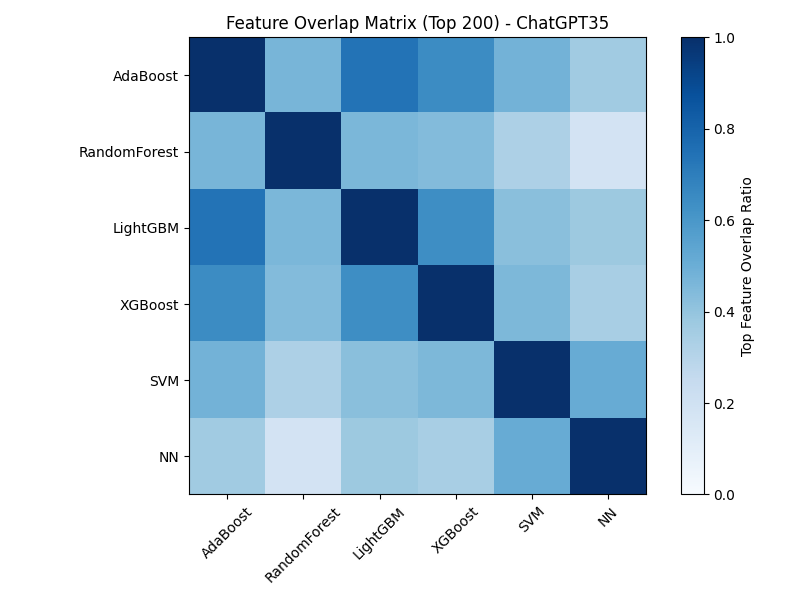 Feature Overlap Matrix (Top 200) - ChatGPT35
AdaBoost
RandomForest
LightGBM
XGBoost
SVM
NN
AdaBoost
RandomForest
LightGBM
XGBoost
SVM
NN
1.0
0.8
0.6
0.4
0.2
0.0
Top Feature Overlap Ratio